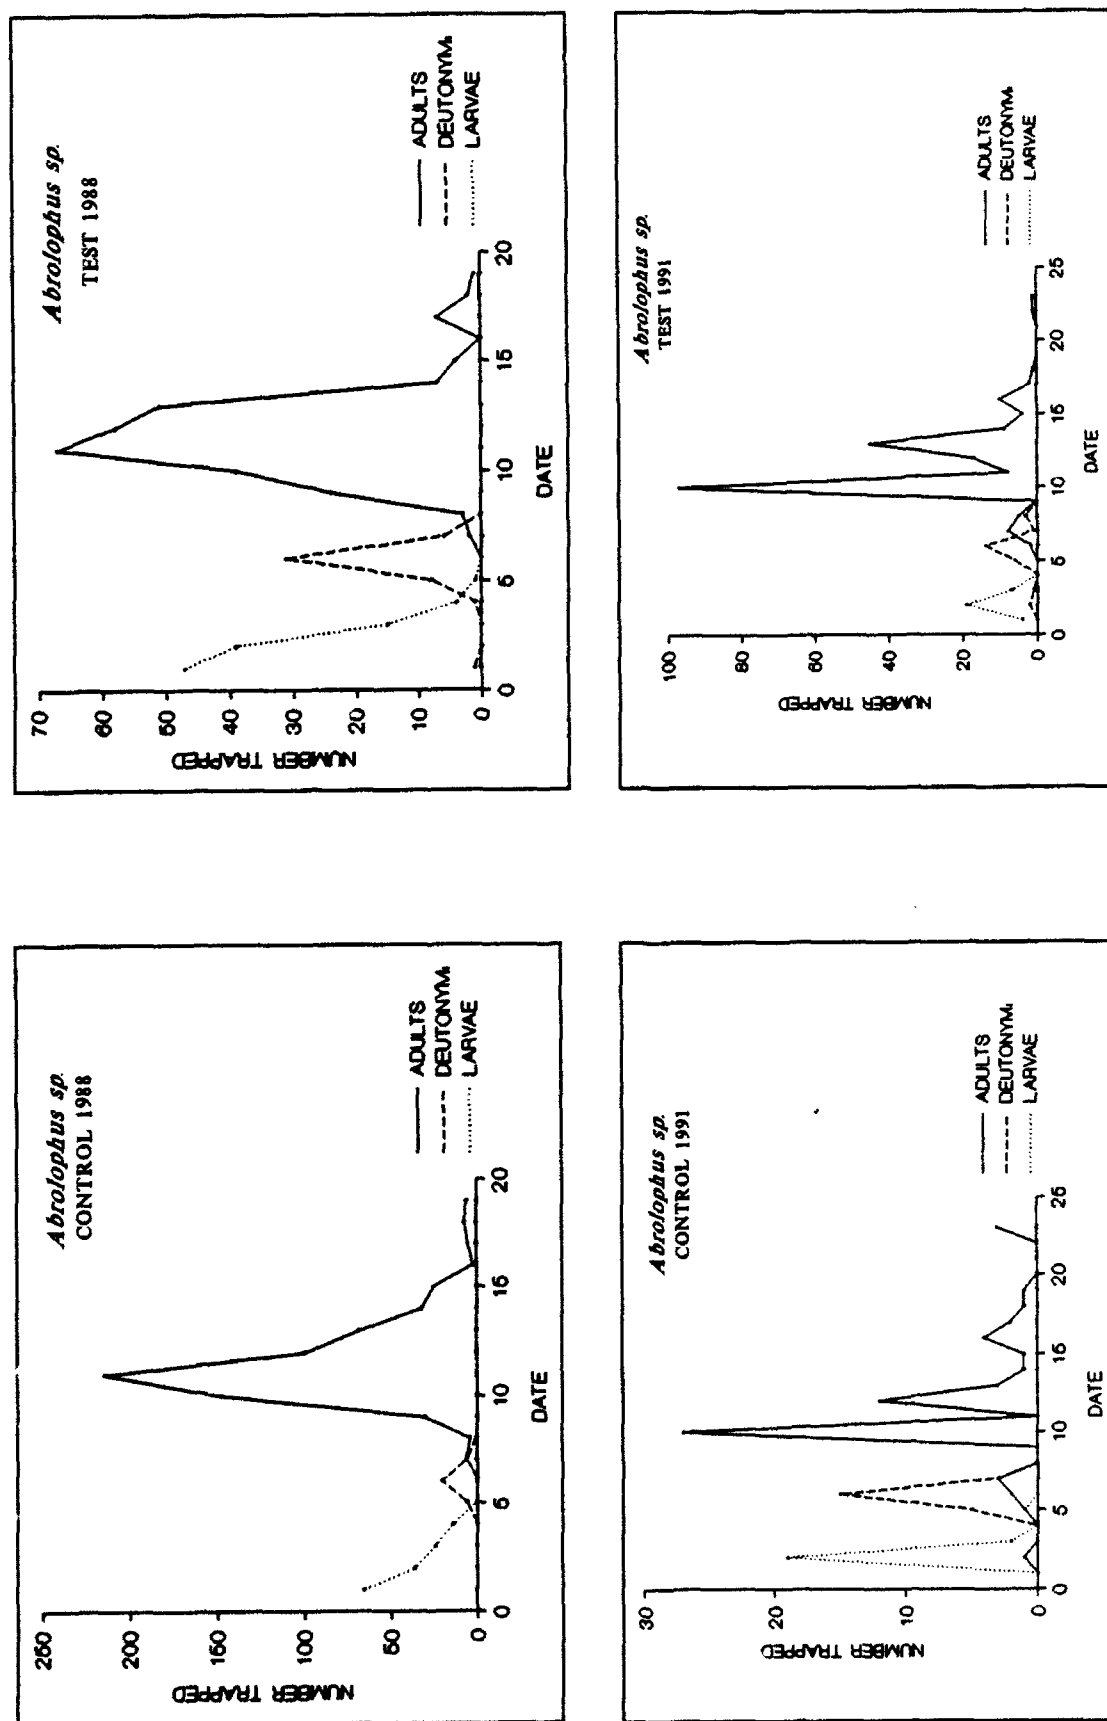 Abrolophus sp.
CONTROL 1988
NUMBER TRAPPED
250
200
150
100
50
0
0
5
10
15
20
DATE
ADULTS
DEUTONYM.
LARVAE
Abrolophus sp.
TEST 1988
NUMBER TRAPPED
70
60
50
40
30
20
10
0
0
5
10
15
20
DATE
ADULTS
DEUTONYM.
LARVAE
Abrolophus sp.
CONTROL 1991
NUMBER TRAPPED
30
20
10
0
0
5
10
15
20
25
DATE
ADULTS
DEUTONYM.
LARVAE
Abrolophus sp.
TEST 1991
NUMBER TRAPPED
100
80
60
40
20
0
0
5
10
15
20
25
DATE
ADULTS
DEUTONYM.
LARVAE